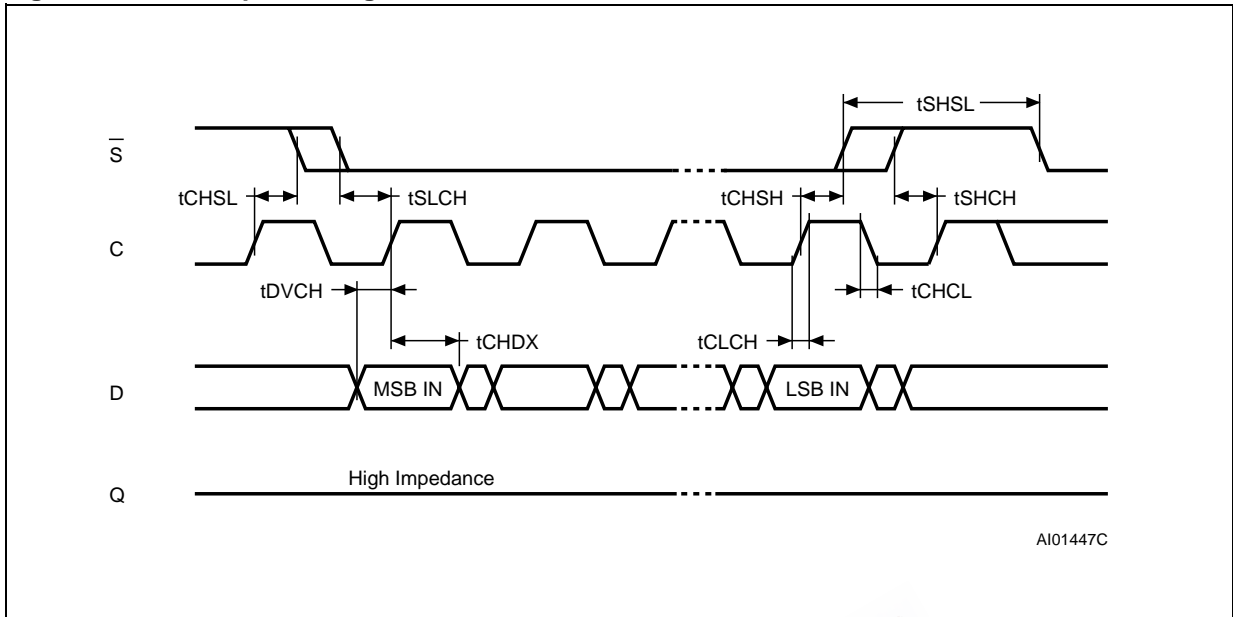 tSHSL
S
tCHSL
tSLCH
tCHSH
tSHCH
C
tDVCH
tCHCL
tCHDX
tCLCH
D
MSB IN
LSB IN
High Impedance
Q
AI01447C